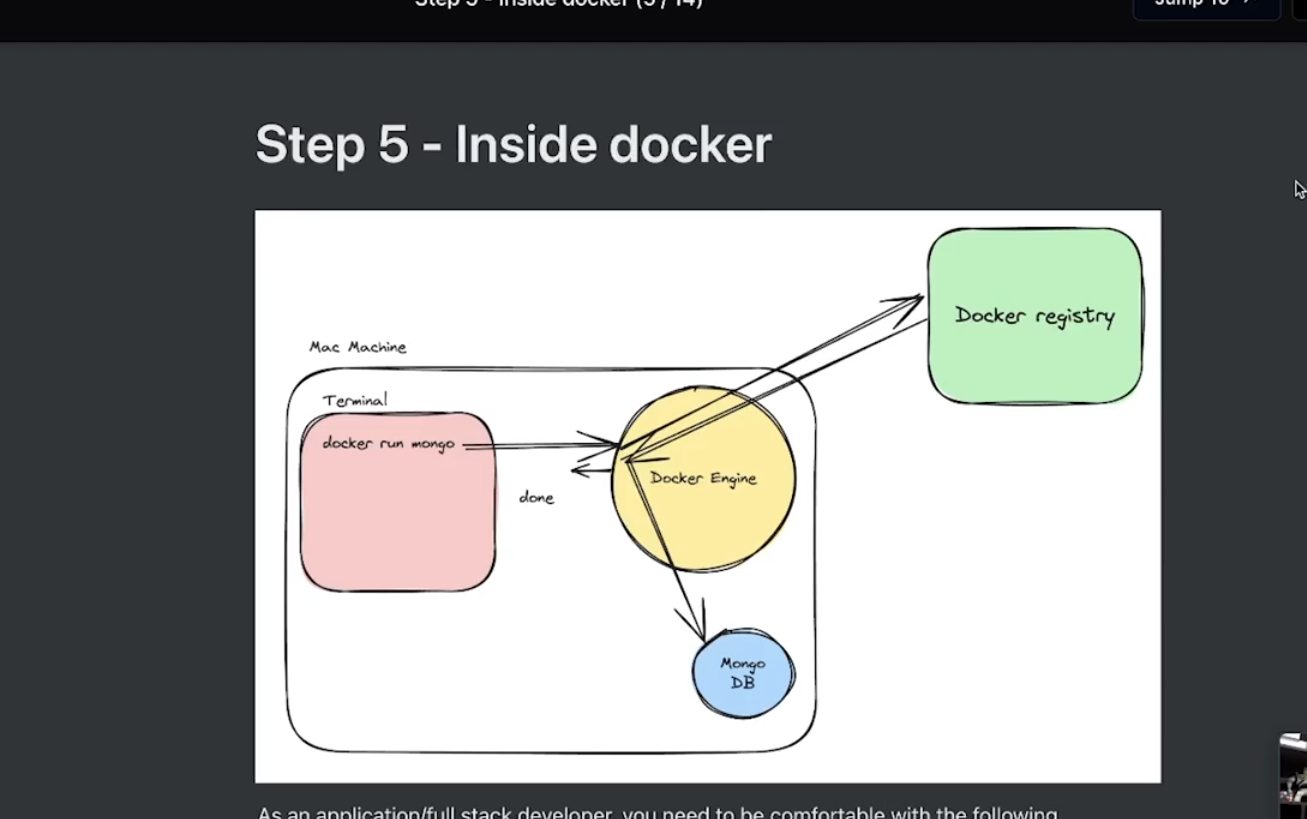 Step 5 - Inside docker (5 / 14)
Jump To
Step 5 - Inside docker
Docker registry
Mac Machine
Terminal
docker run mongo
Docker Engine
done
Mongo
DB
As an application/full stack developer, you need to be comfortable with the following